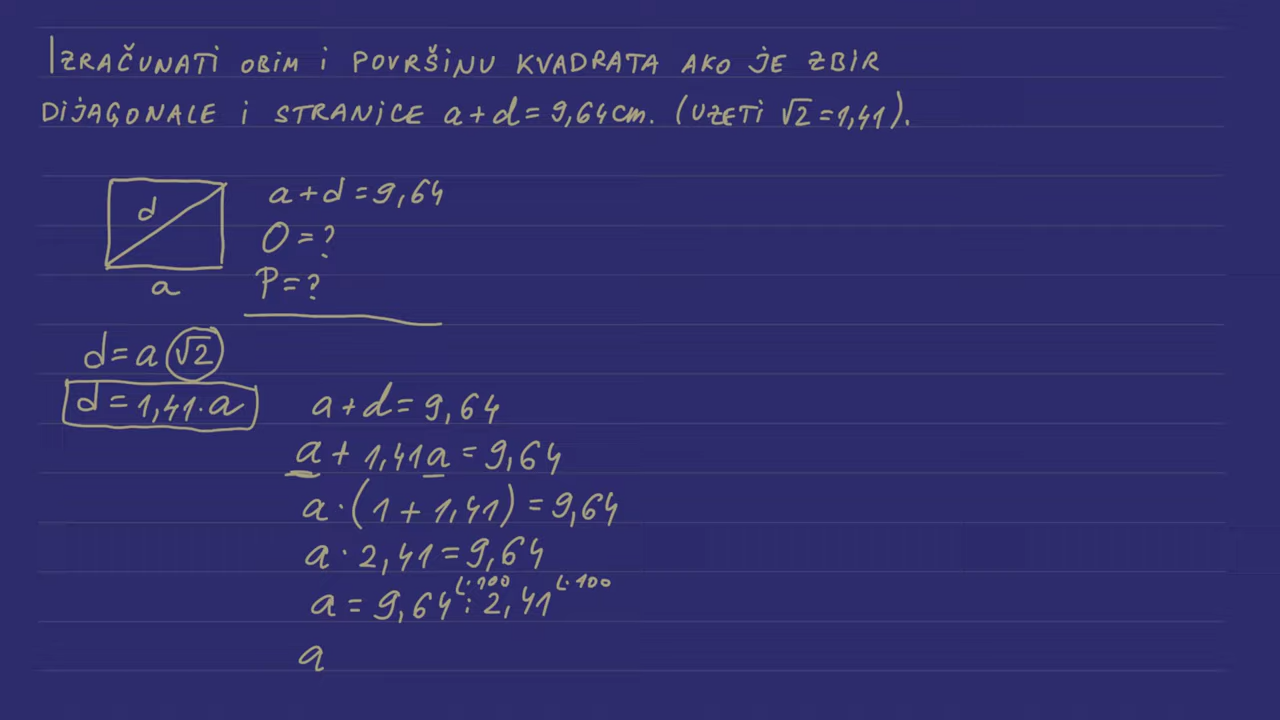 IZRAČUNATI OBIM i POVRŠINU KVADRATA AKO JE ZBIR
DIJAGONALE i STRANICE a+d=9,64cm. (UZETI √2=1,41).
d
a
a+d=9,64
O=?
P=?
d=a√2
d=1,41·a
a+d=9,64
a+1,41a=9,64
a·(1+1,41)=9,64
a·2,41=9,64
a=9,64|·100:2,41|·100
a